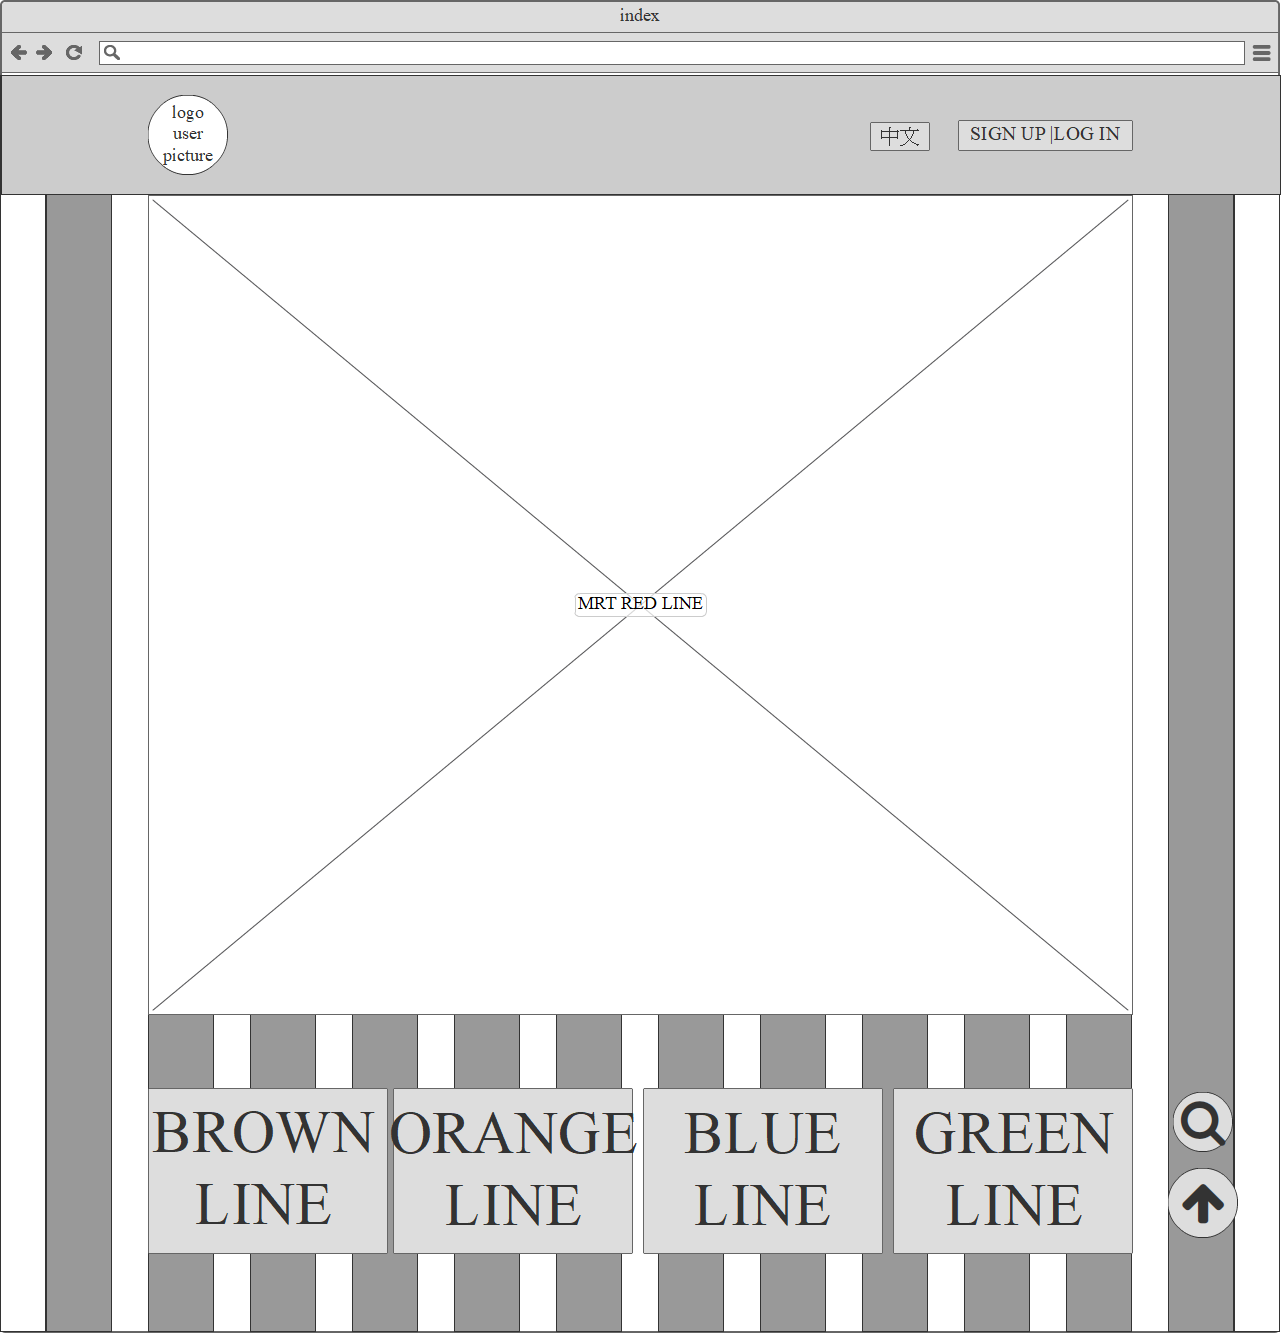 index
logo
user
picture
中文
SIGN UP |LOG IN
MRT RED LINE
BROWN
LINE
ORANGE
LINE
BLUE
LINE
GREEN
LINE